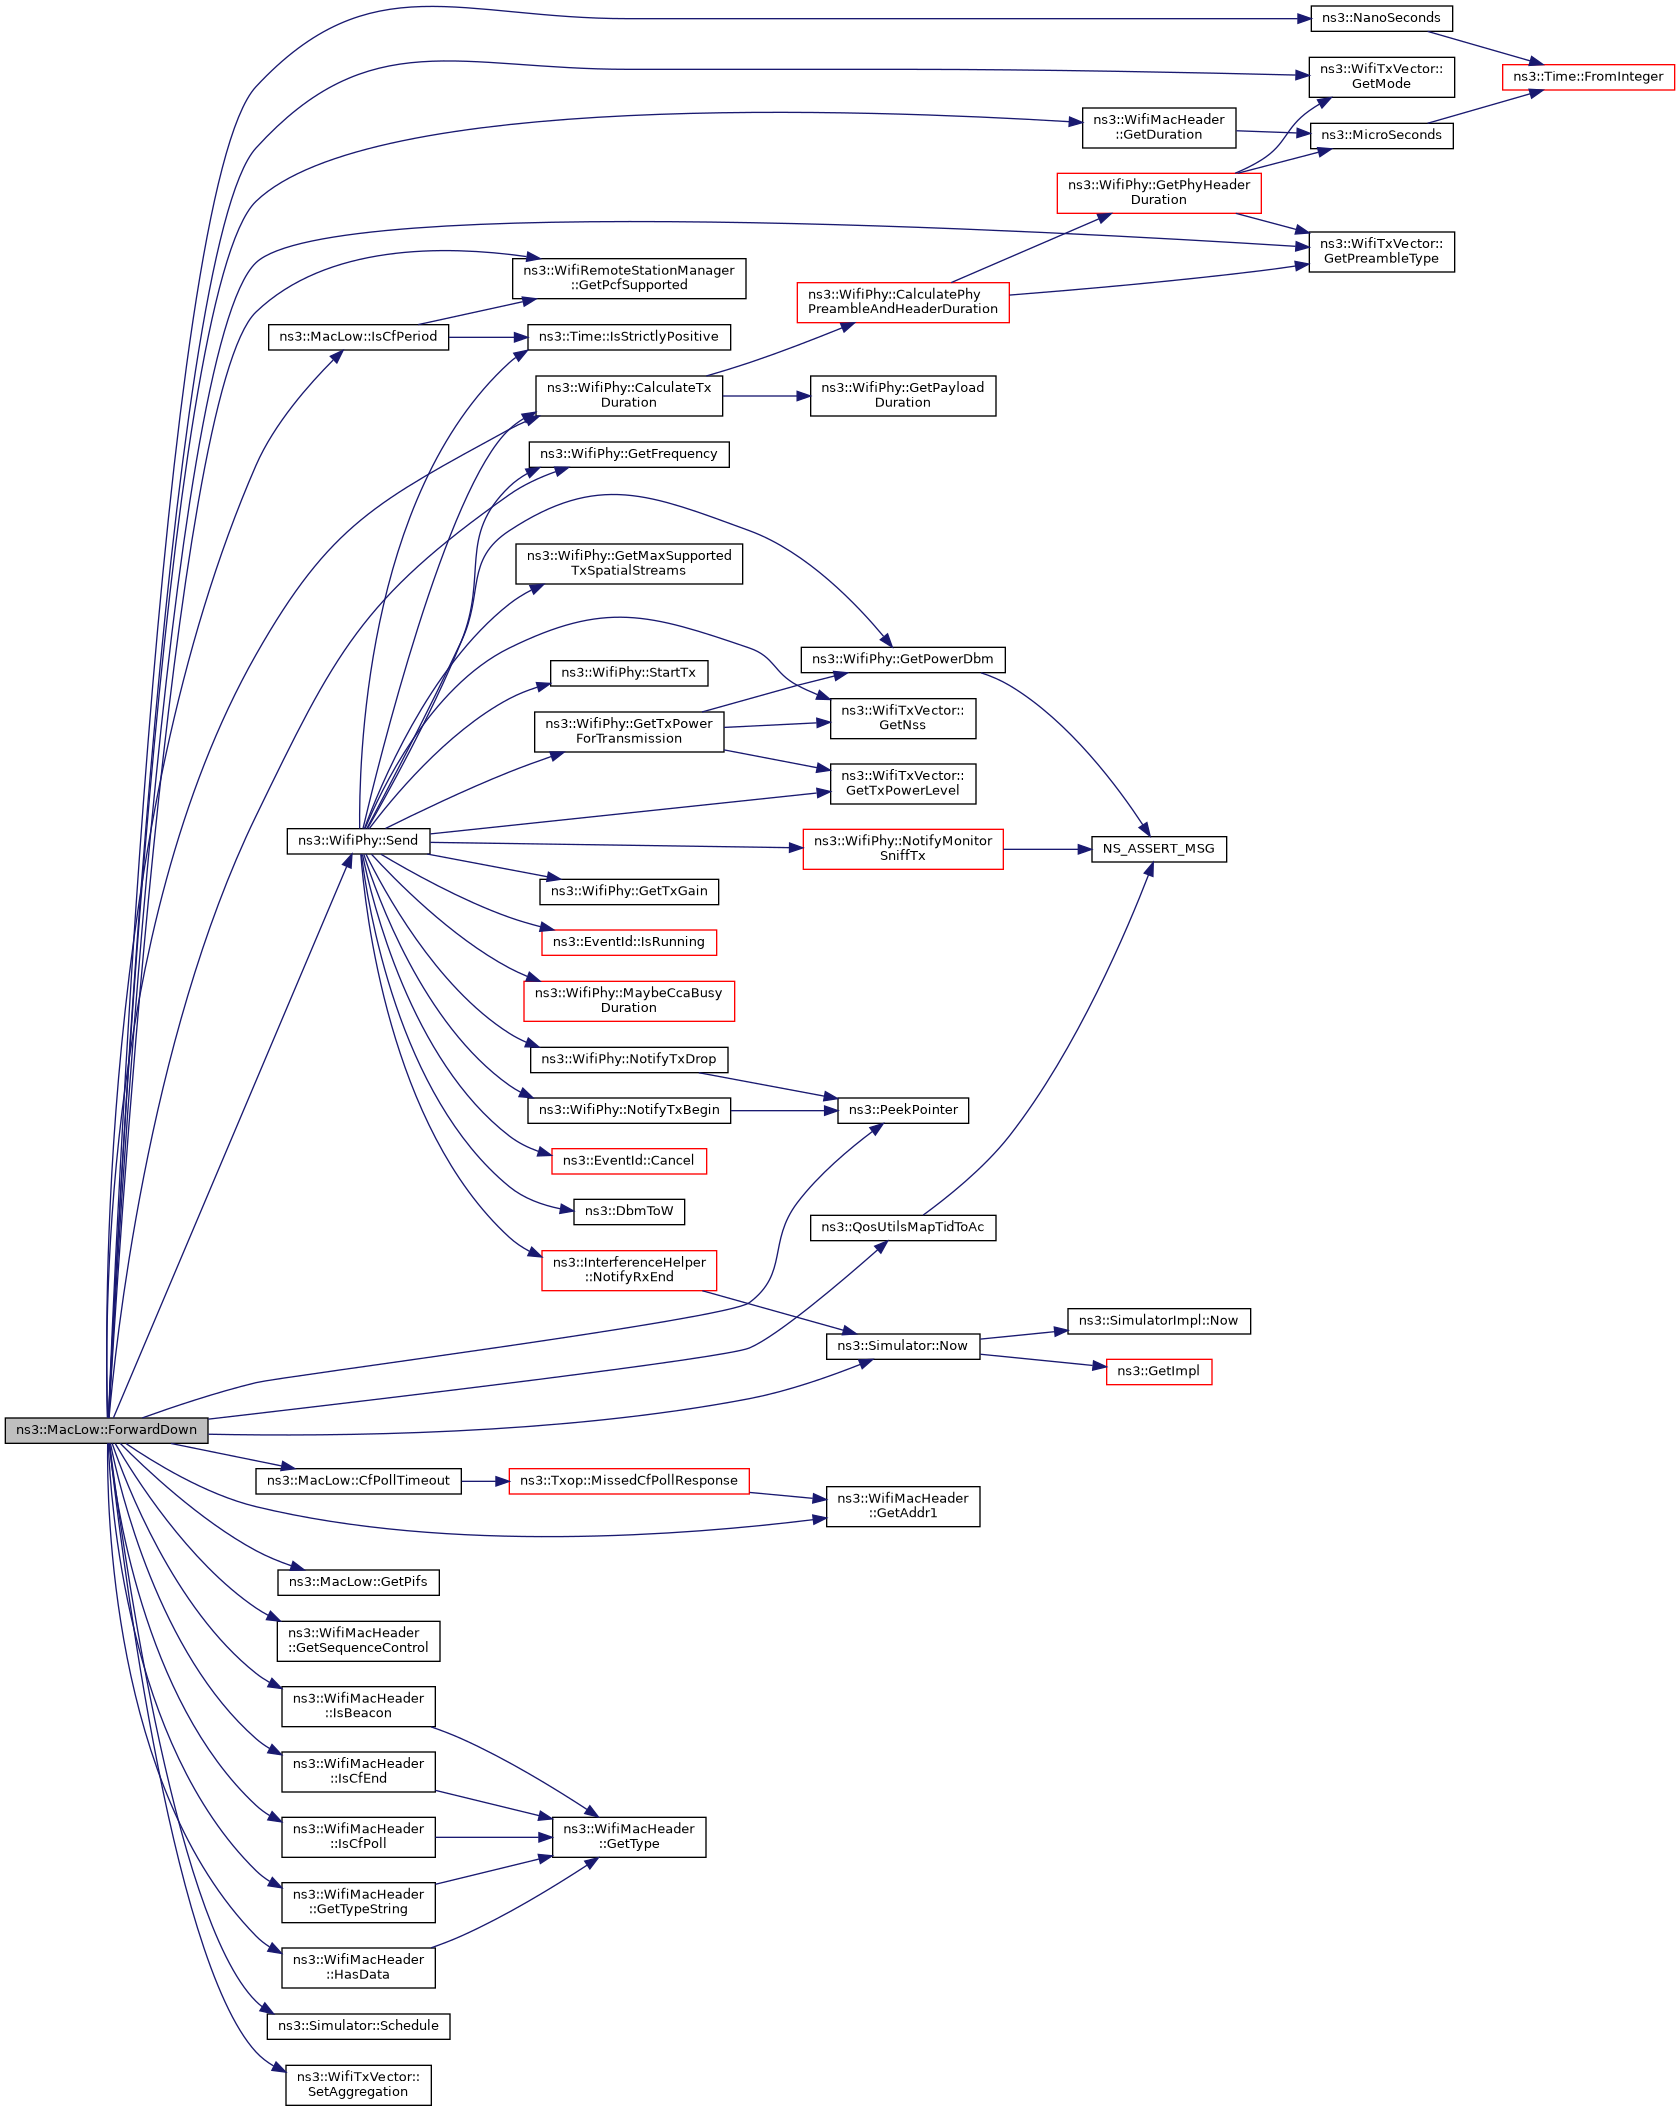 ns3::NanoSeconds
ns3::WifiTxVector::
GetMode
ns3::Time::FromInteger
ns3::WifiMacHeader
::GetDuration
ns3::MicroSeconds
ns3::WifiPhy::GetPhyHeader
Duration
ns3::WifiTxVector::
GetPreambleType
ns3::WifiRemoteStationManager
::GetPcfSupported
ns3::WifiPhy::CalculatePhy
PreambleAndHeaderDuration
ns3::MacLow::IsCfPeriod
ns3::Time::IsStrictlyPositive
ns3::WifiPhy::CalculateTx
Duration
ns3::WifiPhy::GetPayload
Duration
ns3::WifiPhy::GetFrequency
ns3::WifiPhy::GetMaxSupported
TxSpatialStreams
ns3::WifiPhy::GetPowerDbm
ns3::WifiPhy::StartTx
ns3::WifiTxVector::
GetNss
ns3::WifiPhy::GetTxPower
ForTransmission
ns3::WifiTxVector::
GetTxPowerLevel
ns3::WifiPhy::Send
ns3::WifiPhy::NotifyMonitor
SniffTx
NS_ASSERT_MSG
ns3::WifiPhy::GetTxGain
ns3::EventId::IsRunning
ns3::WifiPhy::MaybeCcaBusy
Duration
ns3::WifiPhy::NotifyTxDrop
ns3::WifiPhy::NotifyTxBegin
ns3::PeekPointer
ns3::EventId::Cancel
ns3::DbmToW
ns3::QosUtilsMapTidToAc
ns3::InterferenceHelper
::NotifyRxEnd
ns3::SimulatorImpl::Now
ns3::Simulator::Now
ns3::GetImpl
ns3::MacLow::ForwardDown
ns3::MacLow::CfPollTimeout
ns3::Txop::MissedCfPollResponse
ns3::WifiMacHeader
::GetAddr1
ns3::MacLow::GetPifs
ns3::WifiMacHeader
::GetSequenceControl
ns3::WifiMacHeader
::IsBeacon
ns3::WifiMacHeader
::IsCfEnd
ns3::WifiMacHeader
::IsCfPoll
ns3::WifiMacHeader
::GetType
ns3::WifiMacHeader
::GetTypeString
ns3::WifiMacHeader
::HasData
ns3::Simulator::Schedule
ns3::WifiTxVector::
SetAggregation